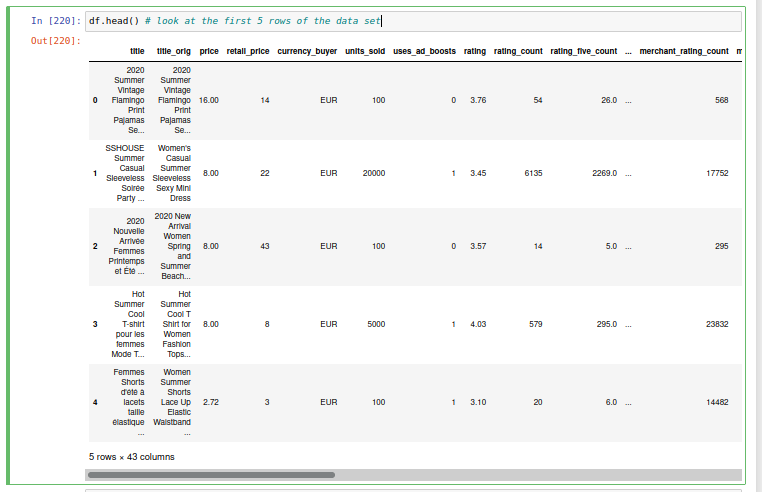 In [220]: df.head() # look at the first 5 rows of the data set
Out[220]:
title title_orig price retail_price currency_buyer units_sold uses_ad_boosts rating rating_count rating_five_count ... merchant_rating_count m
2020 2020
Summer Summer
Vintage Vintage
0 Flamingo Flamingo 16.00 14 EUR 100 0 3.76 54 26.0 ... 568
Print Print
Pajamas Pajamas
Se... Se...
SSHOUSE Women's
Summer Casual
Casual Summer
1 Sleeveless Sleeveless 8.00 22 EUR 20000 1 3.45 6135 2269.0 ... 17752
Soirée Sexy Mini
Party ... Dress
2020 New
2020 Arrival
Nouvelle Women
Arrivée Spring
2 Femmes and 8.00 43 EUR 100 0 3.57 14 5.0 ... 295
Printemps Summer
et Été ... Beach...
Hot Hot
Summer Summer
Cool Cool T
3 T-shirt Shirt for 8.00 8 EUR 5000 1 4.03 579 295.0 ... 23832
pour les Women
femmes Fashion
Mode T... Tops...
Femmes Women
Shorts Summer
d'été à Shorts
4 lacets Lace Up 2.72 3 EUR 100 1 3.10 20 6.0 ... 14482
taille Elastic
élastique Waistband
... ...
5 rows × 43 columns